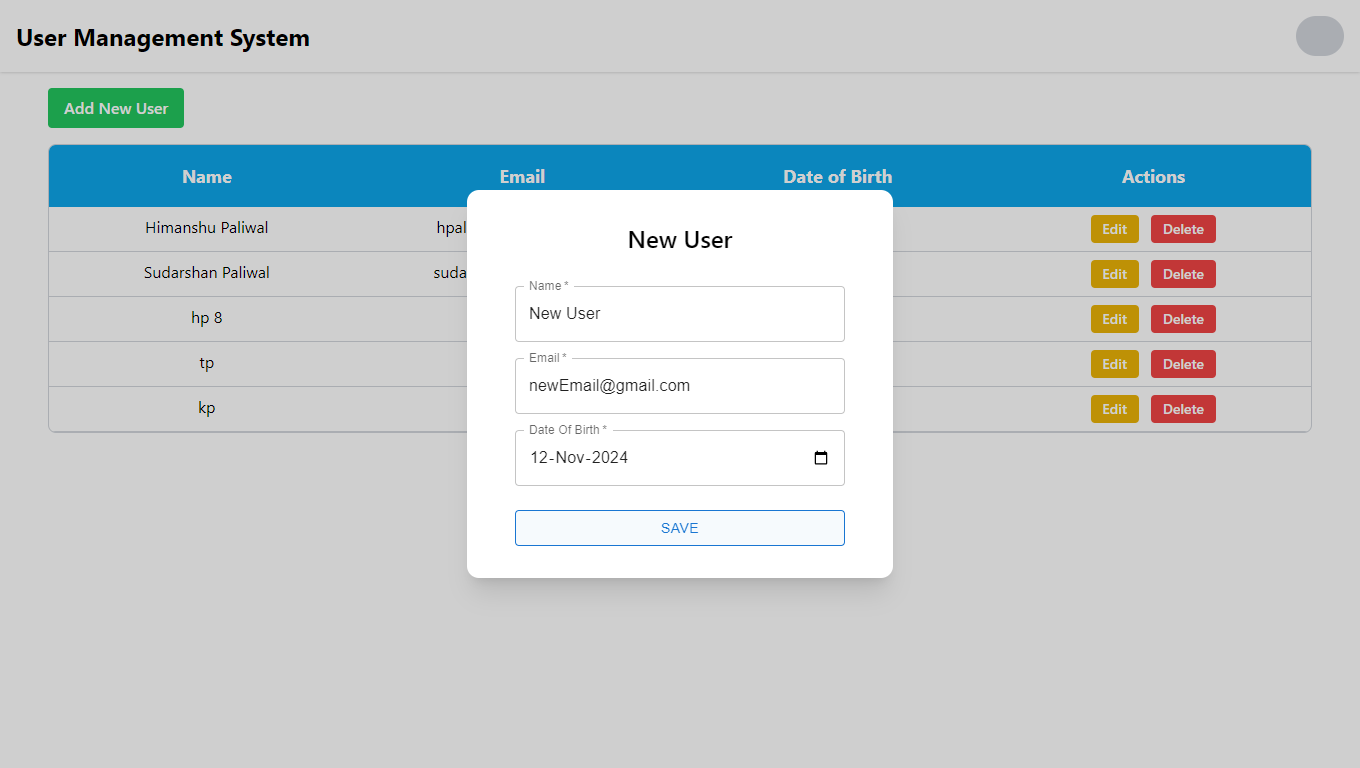 User Management System
Add New User
Name Email Date of Birth Actions
Himanshu Paliwal hpal Edit Delete
Sudarshan Paliwal suda Edit Delete
hp 8 Edit Delete
tp Edit Delete
kp Edit Delete
New User
Name *
New User
Email *
newEmail@gmail.com
Date Of Birth *
12-Nov-2024
SAVE